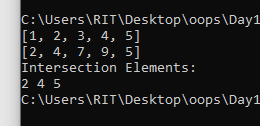 C:\Users\RIT\Desktop\oops\Day1
[1, 2, 3, 4, 5]
[2, 4, 7, 9, 5]
Intersection Elements:
2 4 5
C:\Users\RIT\Desktop\oops\Day1